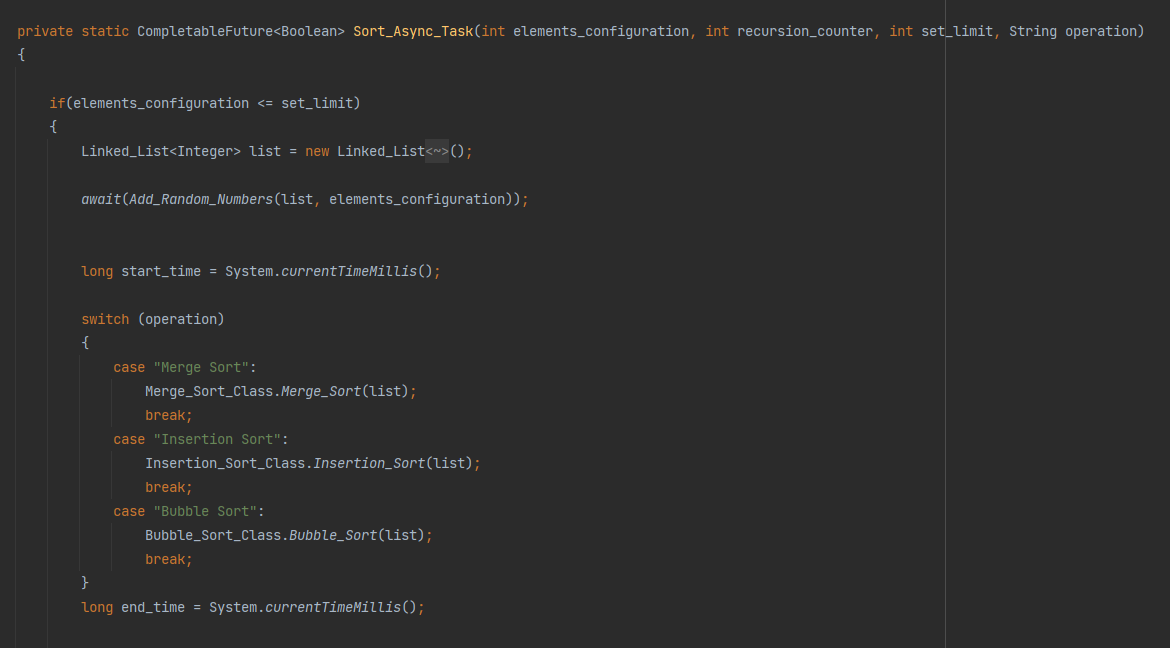 private static CompletableFuture<Boolean> Sort_Async_Task(int elements_configuration, int recursion_counter, int set_limit, String operation)
{
if(elements_configuration <= set_limit)
{
Linked_List<Integer> list = new Linked_List<~>();
await(Add_Random_Numbers(list, elements_configuration));
long start_time = System.currentTimeMillis();
switch (operation)
{
case "Merge Sort":
Merge_Sort_Class.Merge_Sort(list);
break;
case "Insertion Sort":
Insertion_Sort_Class.Insertion_Sort(list);
break;
case "Bubble Sort":
Bubble_Sort_Class.Bubble_Sort(list);
break;
}
long end_time = System.currentTimeMillis();